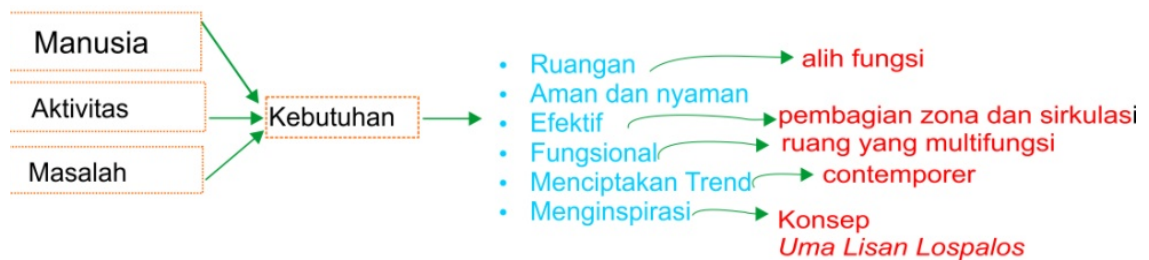 Manusia
Aktivitas
Masalah
Kebutuhan
• Ruangan
• Aman dan nyaman
• Efektif
• Fungsional
• Menciptakan Trend
• Menginspirasi
alih fungsi
pembagian zona dan sirkulasi
ruang yang multifungsi
contemporer
Konsep
Uma Lisan Lospalos